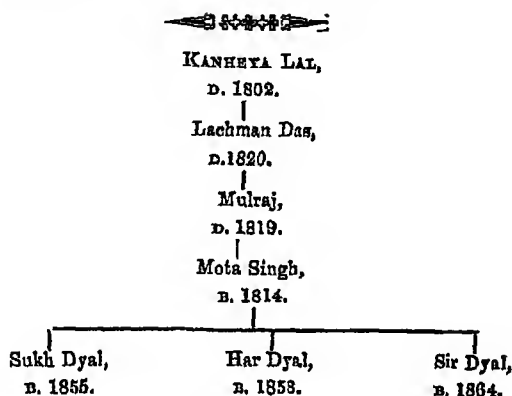 KANHEYA LAL,
D. 1802.
Lachman Das,
D.1820.
Mulraj,
D. 1819.
Mota Singh,
B. 1814.
Sukh Dyal, Har Dyal, Sir Dyal,
B. 1855. B. 1858. B. 1864.